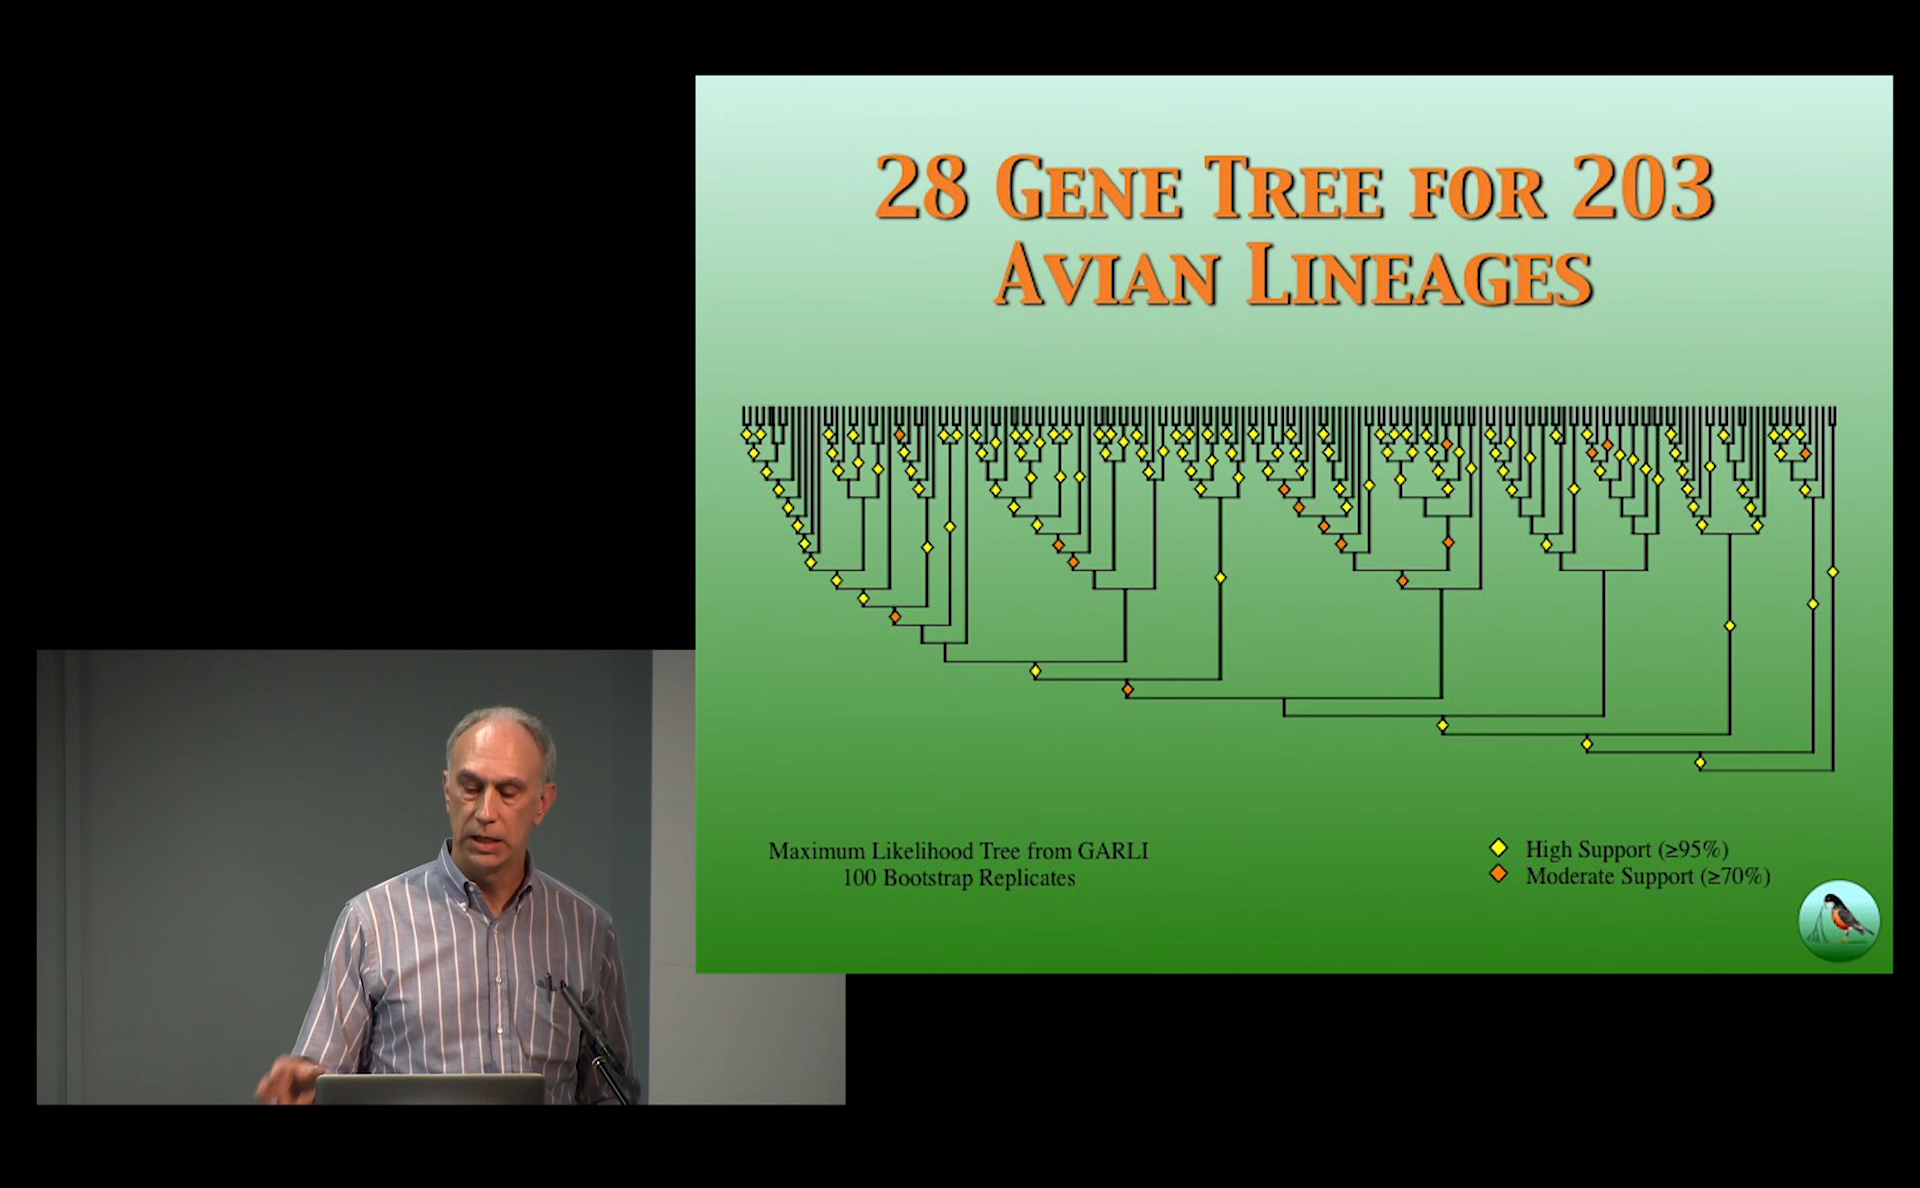 28 Gene Tree for 203
Avian Lineages
Maximum Likelihood Tree from GARLI
100 Bootstrap Replicates
High Support (≥95%)
Moderate Support (≥70%)